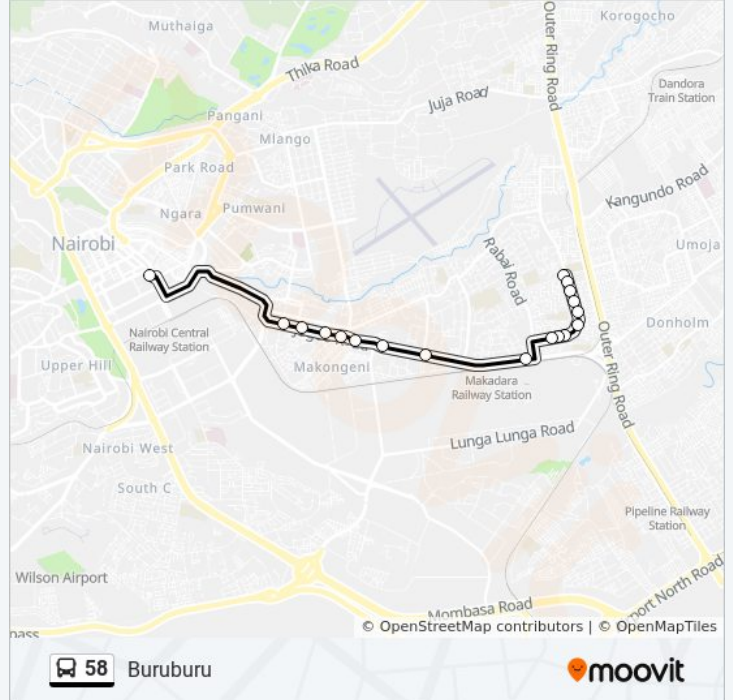 Muthaiga
Korogocho
Outer Ring Road
Thika Road
Juja Road
Dandora
Train Station
Pangani
Mlango
Park Road
Kangundo Road
Ngara
Pumwani
Nairobi
Umoja
Rabai Road
Donholm
Nairobi Central
Railway Station
Outer Ring Road
Upper Hill
Makongeni
Makadara
Railway Station
Lunga Lunga Road
Nairobi West
South C
Pipeline Railway
Station
Wilson Airport
port North Road
Mombasa Road
pass
© OpenStreetMap contributors | © OpenMapTiles
58 Buruburu
moovit